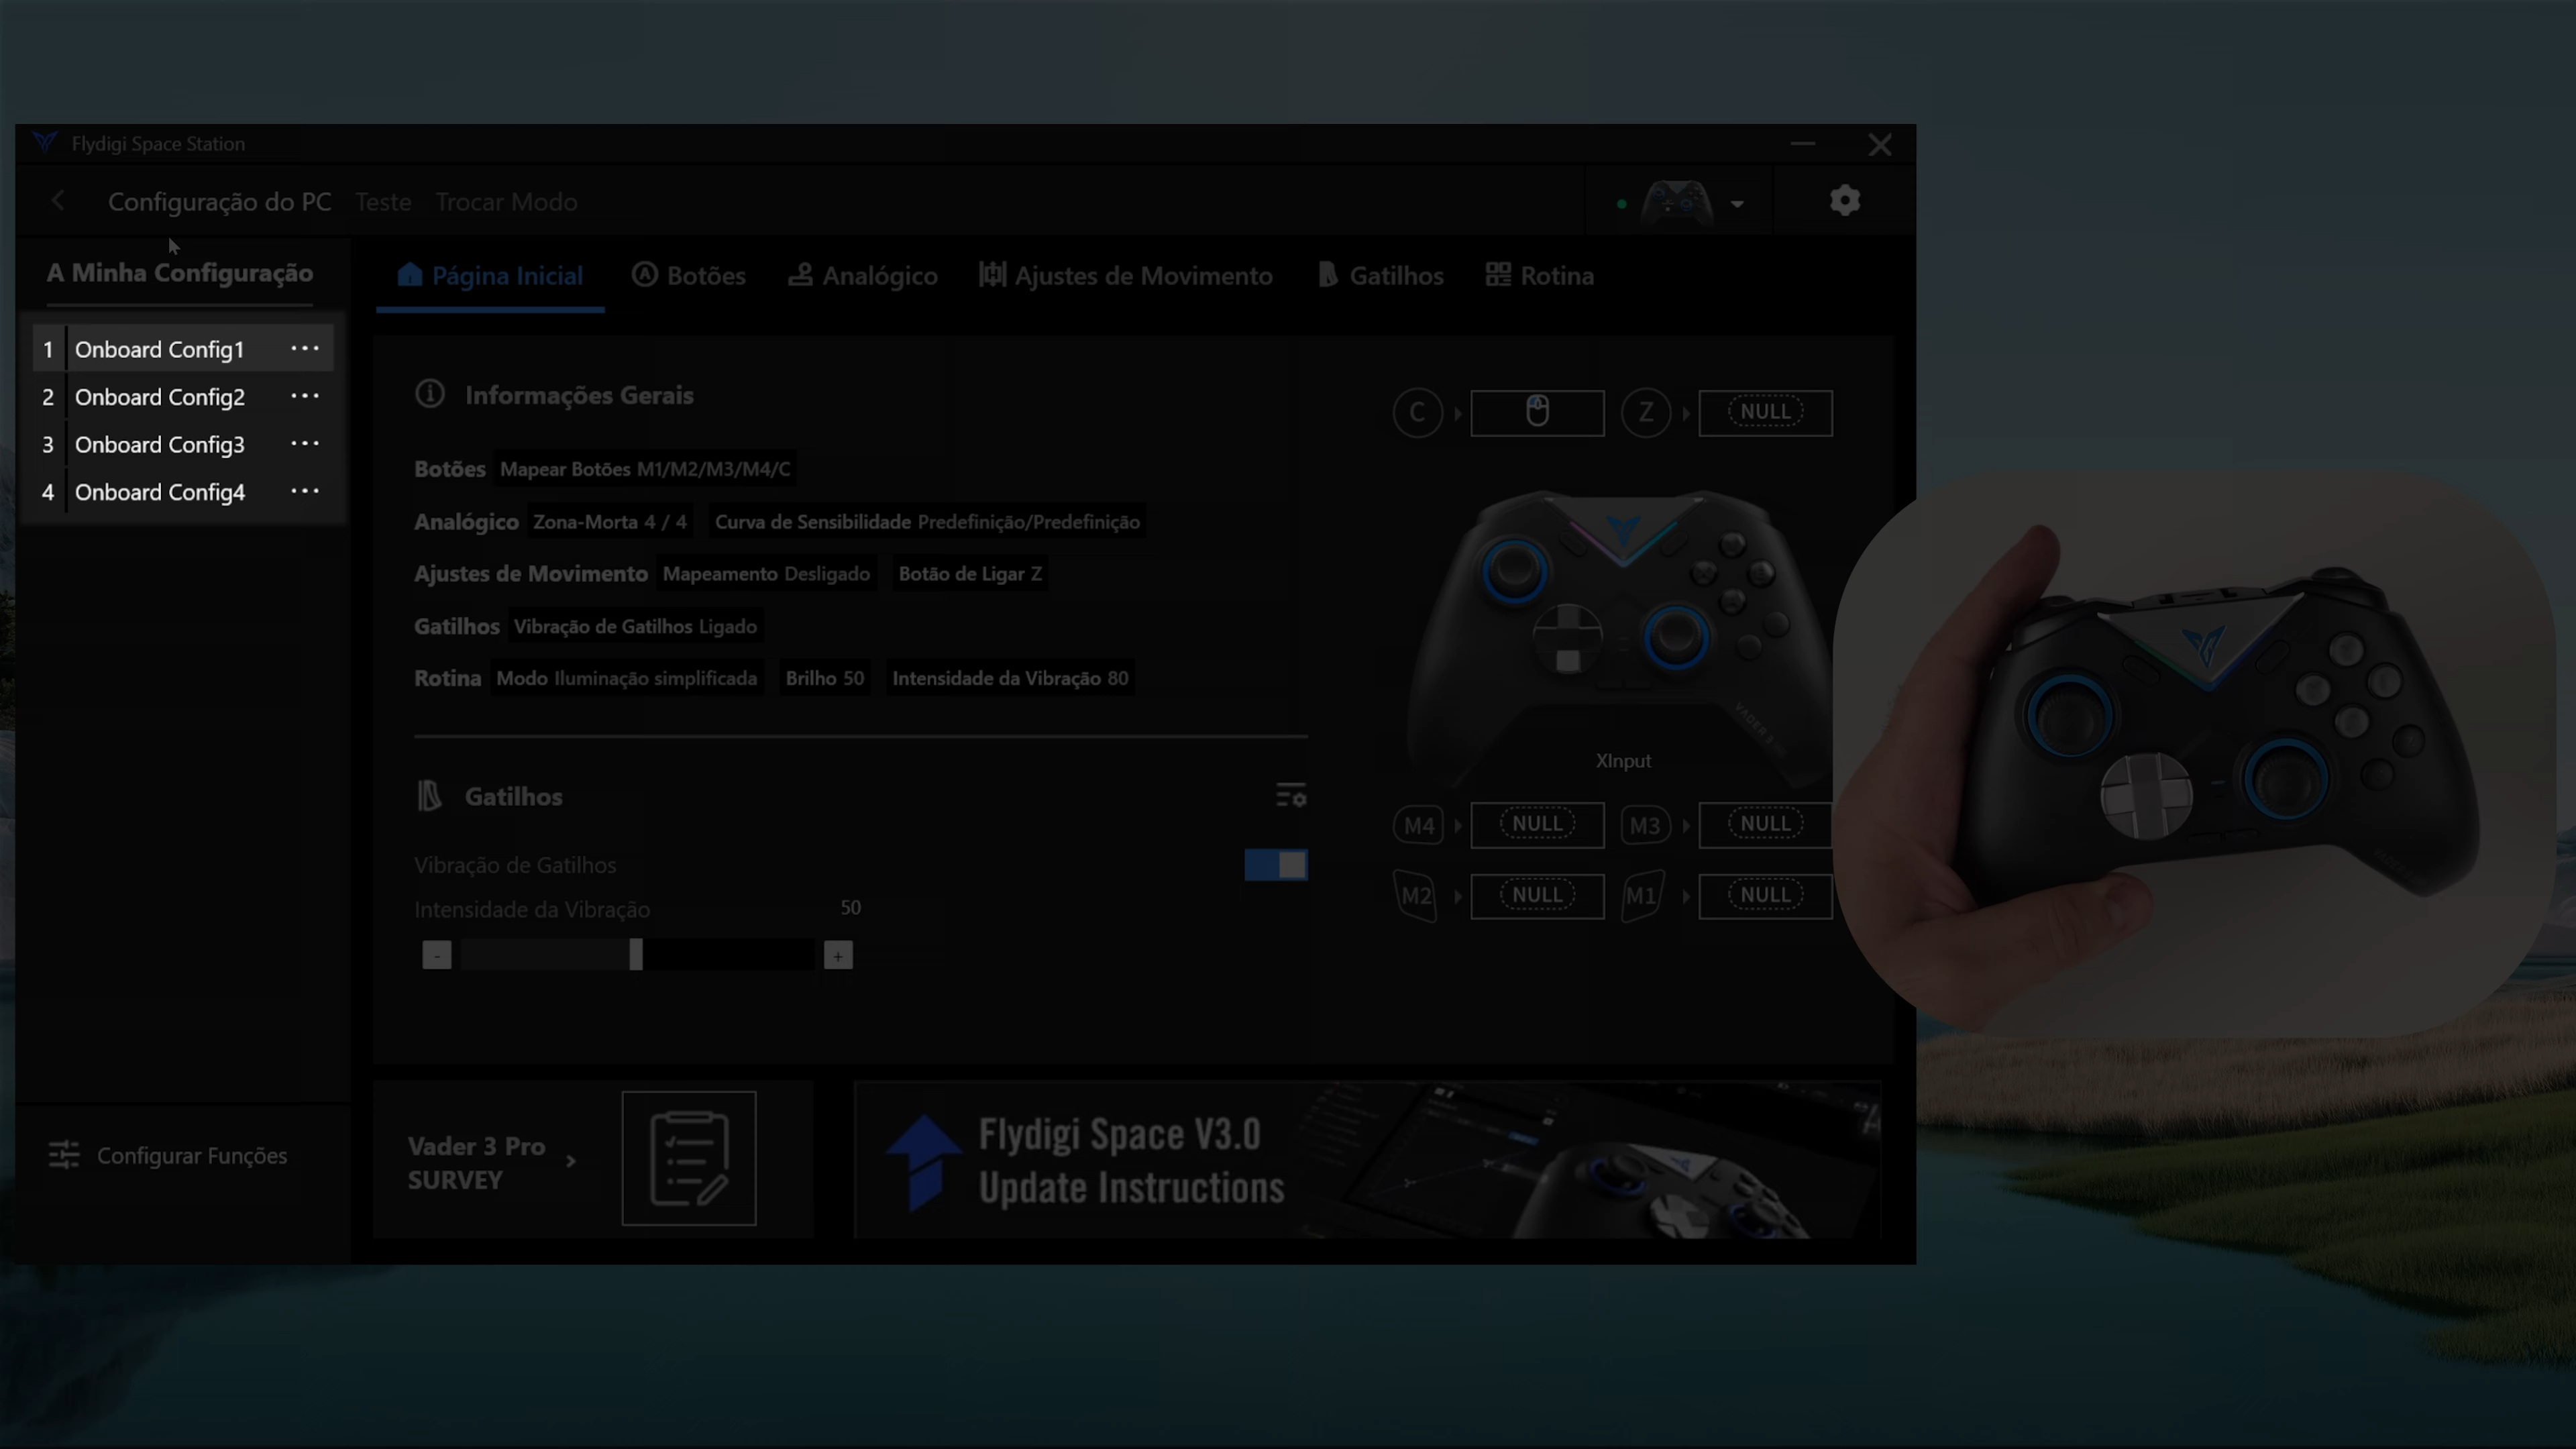 Flydigi Space Station
Configuração do PC Teste Trocar Modo
A Minha Configuração
1 Onboard Config1 ...
2 Onboard Config2 ...
3 Onboard Config3 ...
4 Onboard Config4 ...
Configurar Funções
Página Inicial Botões Analógico Ajustes de Movimento Gatilhos Rotina
Informações Gerais
Botões Mapear Botões M1/M2/M3/M4/C
Analógico Zona-Morta 4 / 4 Curva de Sensibilidade Predefinição/Predefinição
Ajustes de Movimento Mapeamento Desligado Botão de Ligar Z
Gatilhos Vibração de Gatilhos Ligado
Rotina Modo Iluminação simplificada Brilho 50 Intensidade da Vibração 80
Gatilhos
Vibração de Gatilhos
Intensidade da Vibração 50
- +
C Z NULL
VADER 3
XInput
M4 NULL M3 NULL
M2 NULL M1 NULL
Vader 3 Pro
SURVEY
Flydigi Space V3.0
Update Instructions